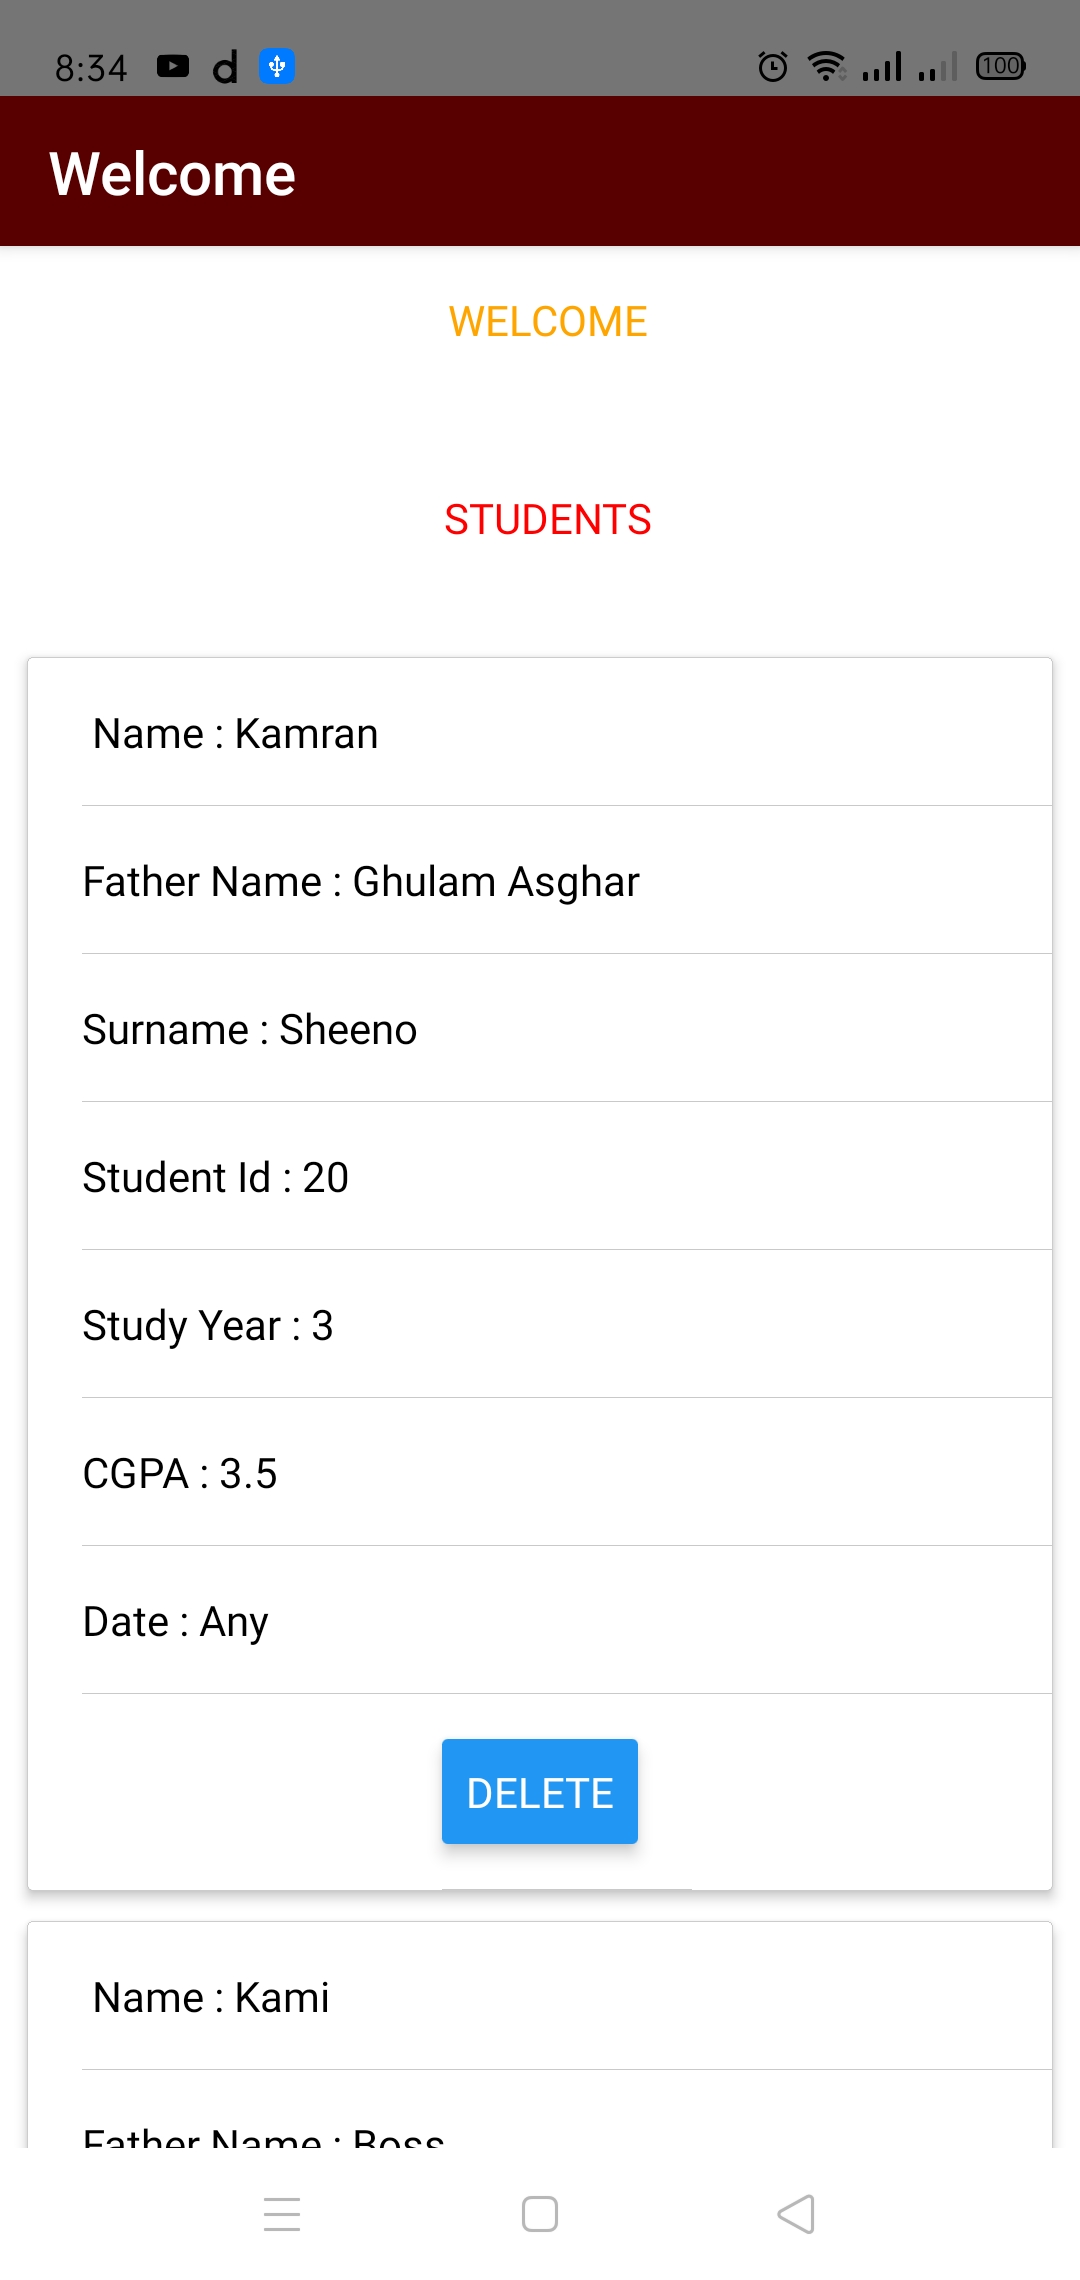 8:34 d 100
Welcome
WELCOME
STUDENTS
Name : Kamran
Father Name : Ghulam Asghar
Surname : Sheeno
Student Id : 20
Study Year : 3
CGPA : 3.5
Date : Any
DELETE
Name : Kami
Father Name : Boss